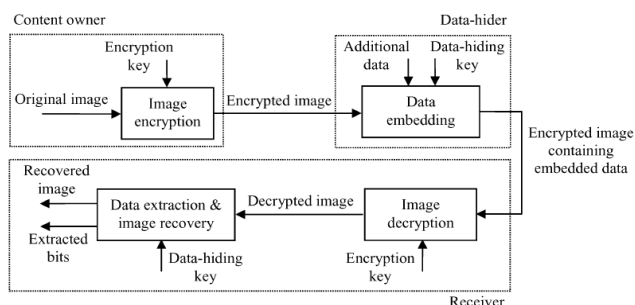 Content owner
Data-hider
Encryption
key
Additional
data
Data-hiding
key
Original image
Image
encryption
Encrypted image
Data
embedding
Encrypted image
containing
embedded data
Recovered
image
Extracted
bits
Data extraction &
image recovery
Decrypted image
Image
decryption
Data-hiding
key
Encryption
key
Receiver